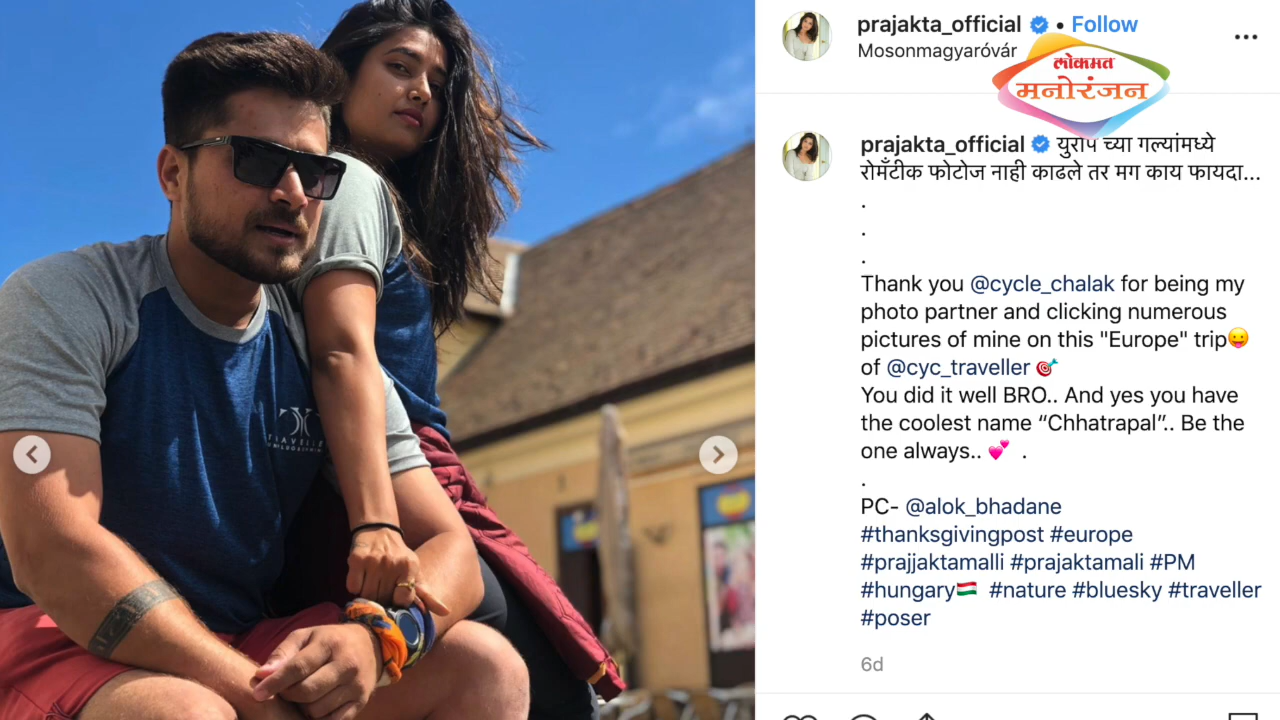 prajakta_official • Follow
Mosonmagyaróvár
लोकमत
मनोरंजन
prajakta_official युरोप च्या गल्यांमध्ये
रोमँटीक फोटोज नाही काढले तर मग काय फायदा...
.
.
.
Thank you @cycle_chalak for being my
photo partner and clicking numerous
pictures of mine on this "Europe" trip😛
of @cyc_traveller 🎯
You did it well BRO.. And yes you have
the coolest name “Chhatrapal”.. Be the
one always.. 💕 .
.
PC- @alok_bhadane
#thanksgivingpost #europe
#prajjaktamalli #prajaktamali #PM
#hungary🇭🇺 #nature #bluesky #traveller
#poser
6d